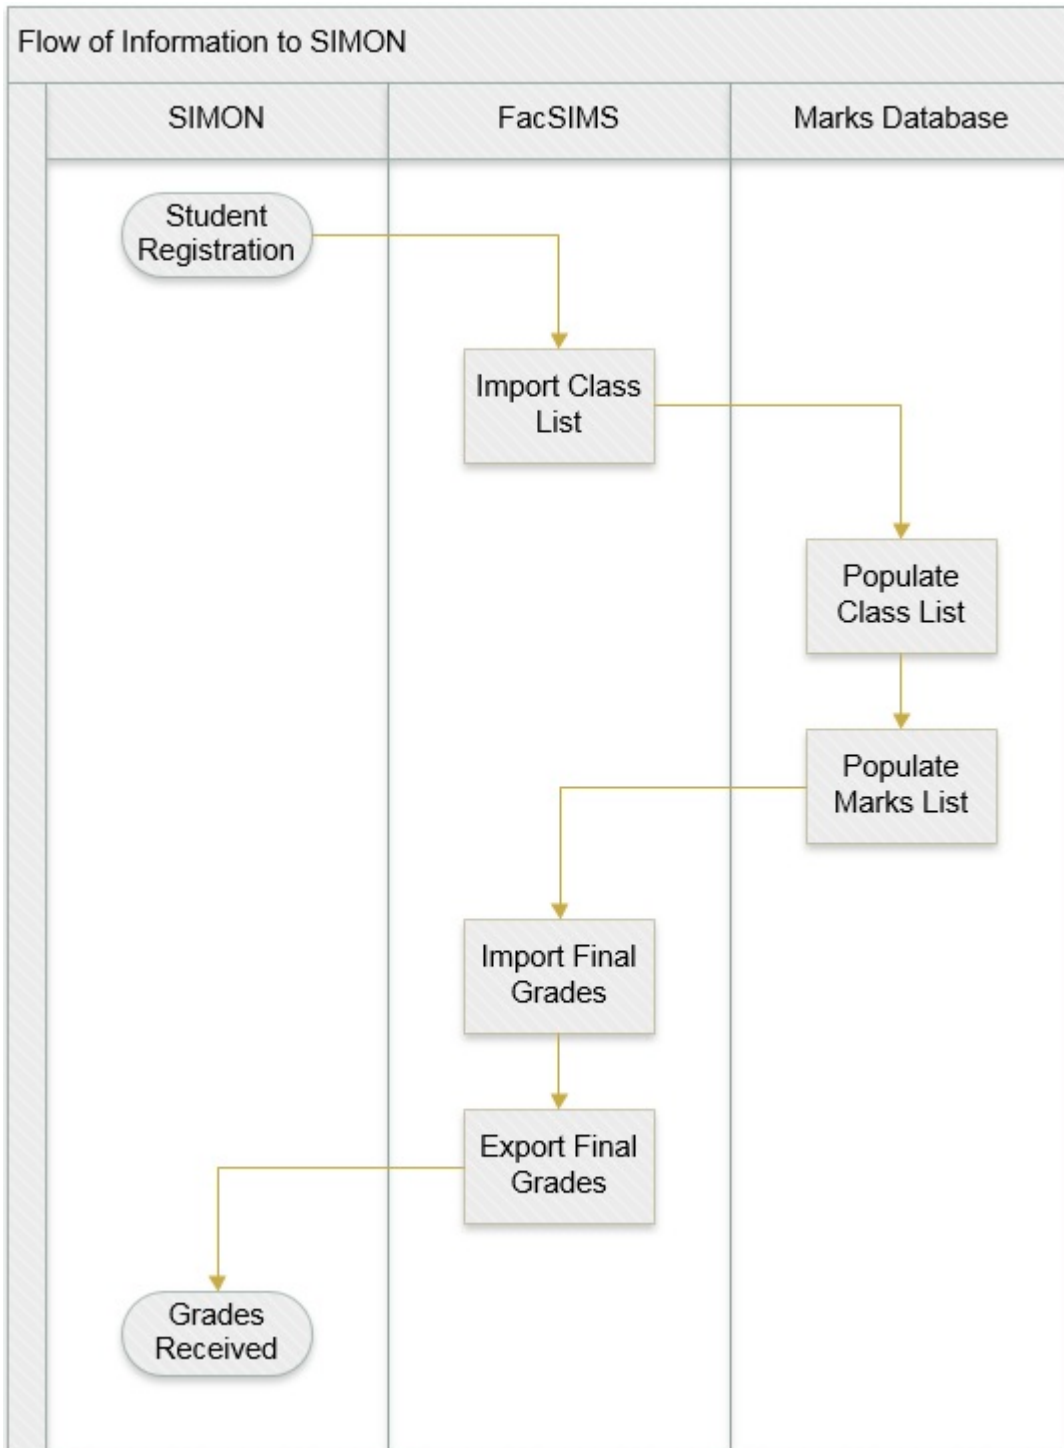 Flow of Information to SIMON
SIMON
FacSIMS
Marks Database
Student
Registration
Import Class
List
Populate
Class List
Populate
Marks List
Import Final
Grades
Export Final
Grades
Grades
Received